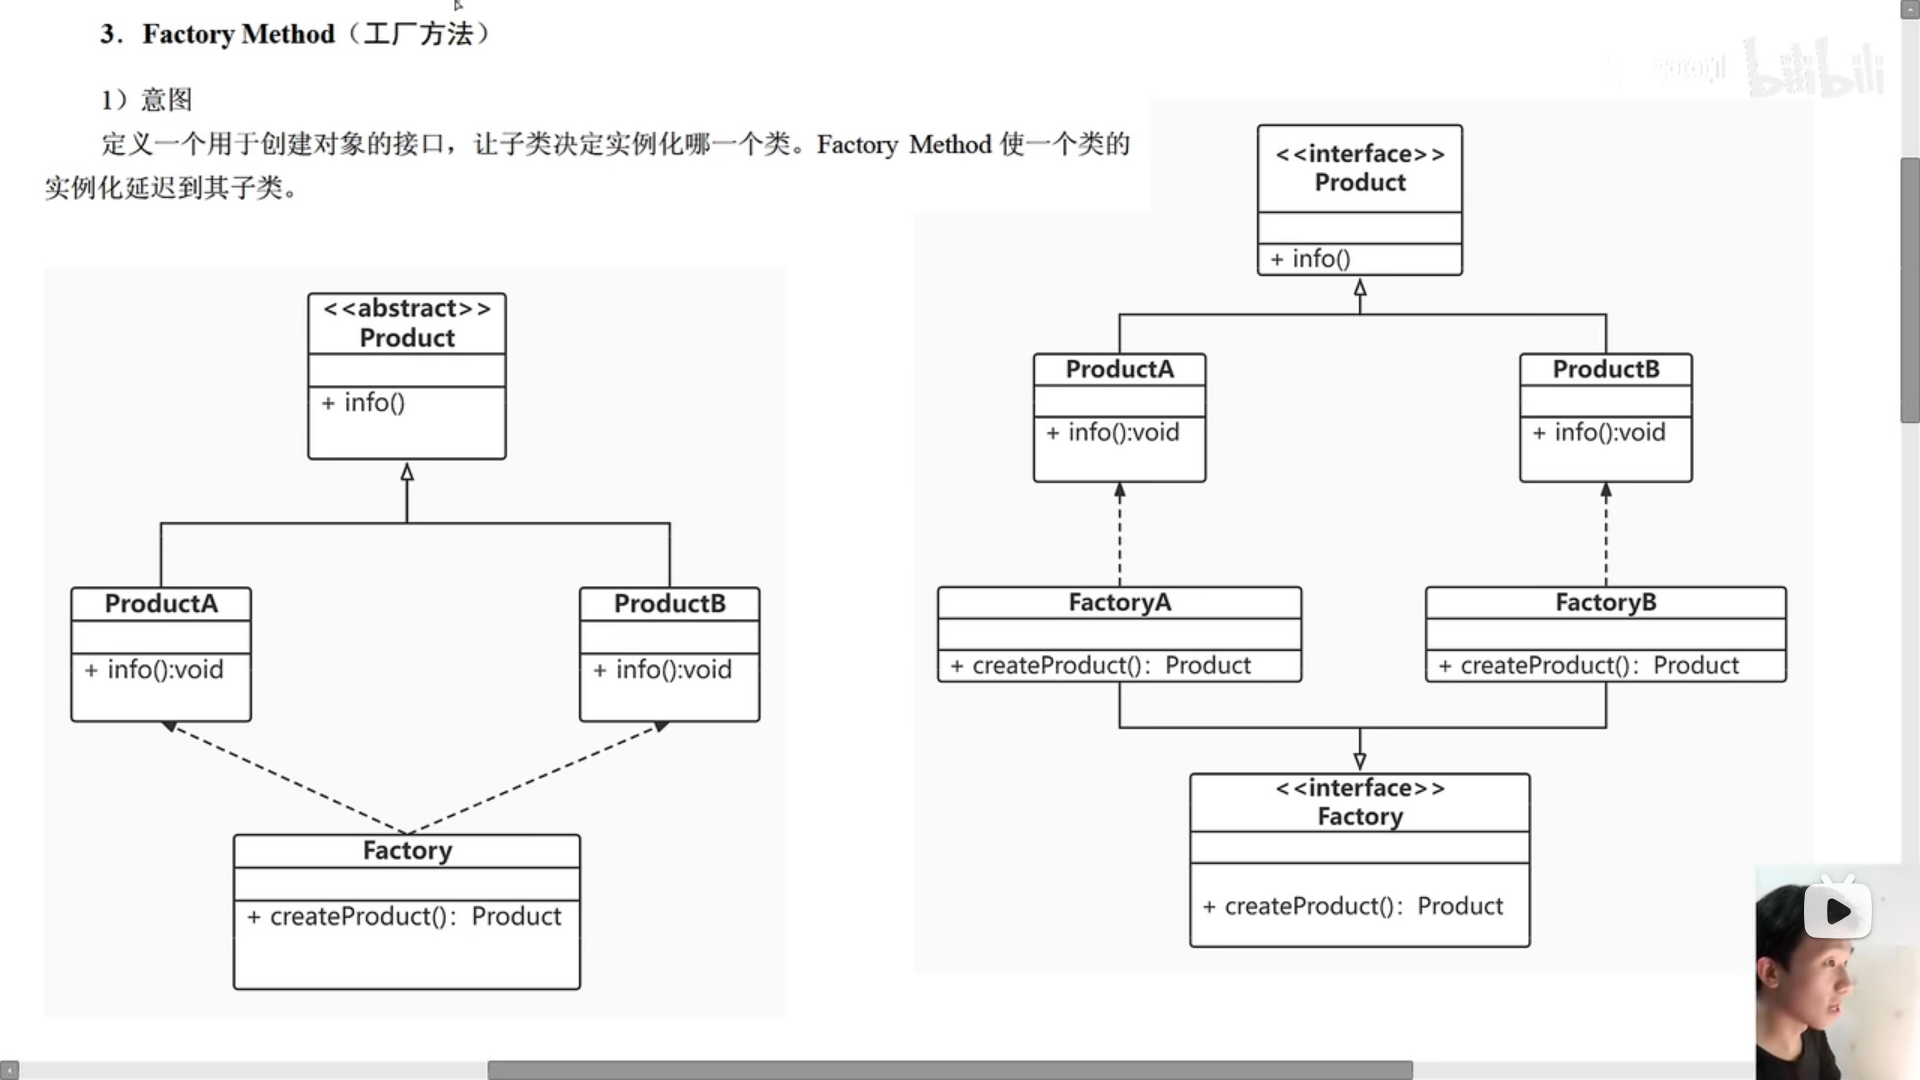 3. Factory Method（工厂方法）
bilibili
1）意图
定义一个用于创建对象的接口，让子类决定实例化哪一个类。Factory Method 使一个类的
实例化延迟到其子类。
<<abstract>>
Product
+ info()
ProductA
+ info():void
ProductB
+ info():void
Factory
+ createProduct()：Product
<<interface>>
Product
+ info()
ProductA
+ info():void
ProductB
+ info():void
FactoryA
+ createProduct()：Product
FactoryB
+ createProduct()：Product
<<interface>>
Factory
+ createProduct()：Product